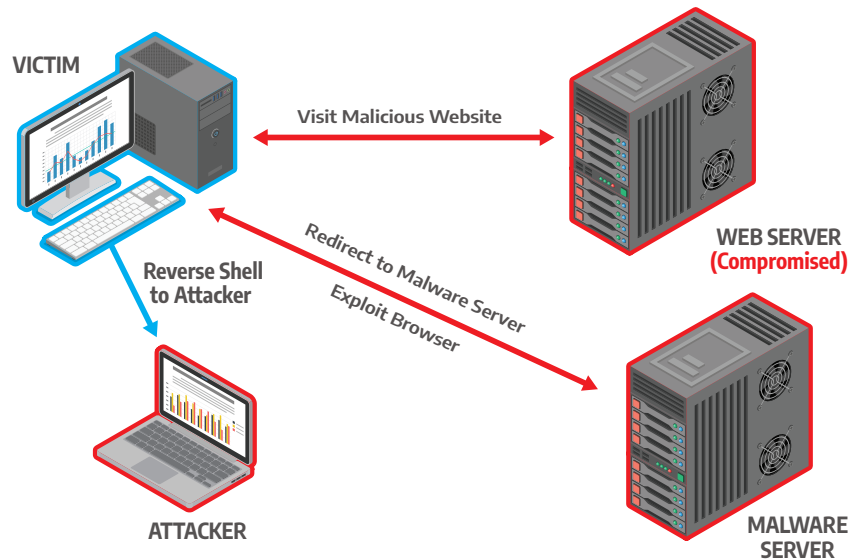 VICTIM
Visit Malicious Website
WEB SERVER
(Compromised)
Redirect to Malware Server
Exploit Browser
Reverse Shell
to Attacker
ATTACKER
MALWARE
SERVER